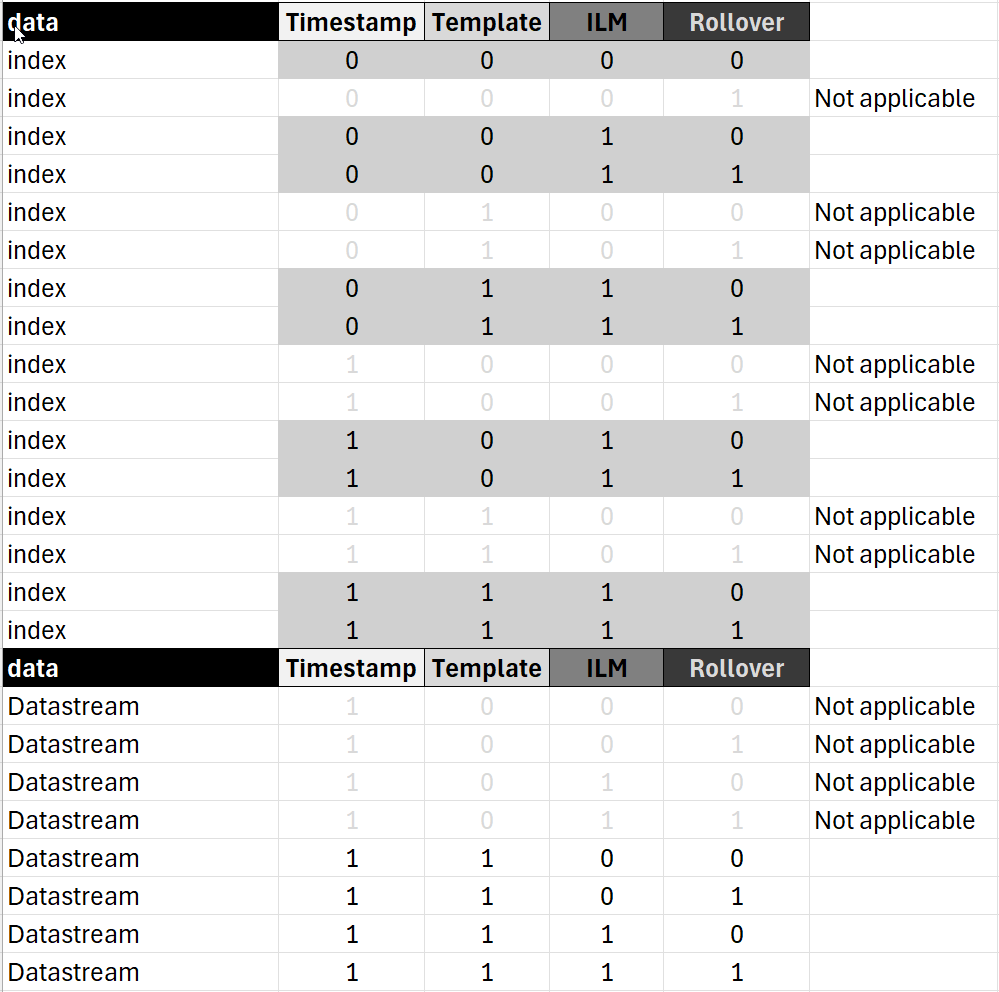 data Timestamp Template ILM Rollover
index 0 0 0 0
index 0 0 0 1 Not applicable
index 0 0 1 0
index 0 0 1 1
index 0 1 0 0 Not applicable
index 0 1 0 1 Not applicable
index 0 1 1 0
index 0 1 1 1
index 1 0 0 0 Not applicable
index 1 0 0 1 Not applicable
index 1 0 1 0
index 1 0 1 1
index 1 1 0 0 Not applicable
index 1 1 0 1 Not applicable
index 1 1 1 0
index 1 1 1 1
data Timestamp Template ILM Rollover
Datastream 1 0 0 0 Not applicable
Datastream 1 0 0 1 Not applicable
Datastream 1 0 1 0 Not applicable
Datastream 1 0 1 1 Not applicable
Datastream 1 1 0 0
Datastream 1 1 0 1
Datastream 1 1 1 0
Datastream 1 1 1 1